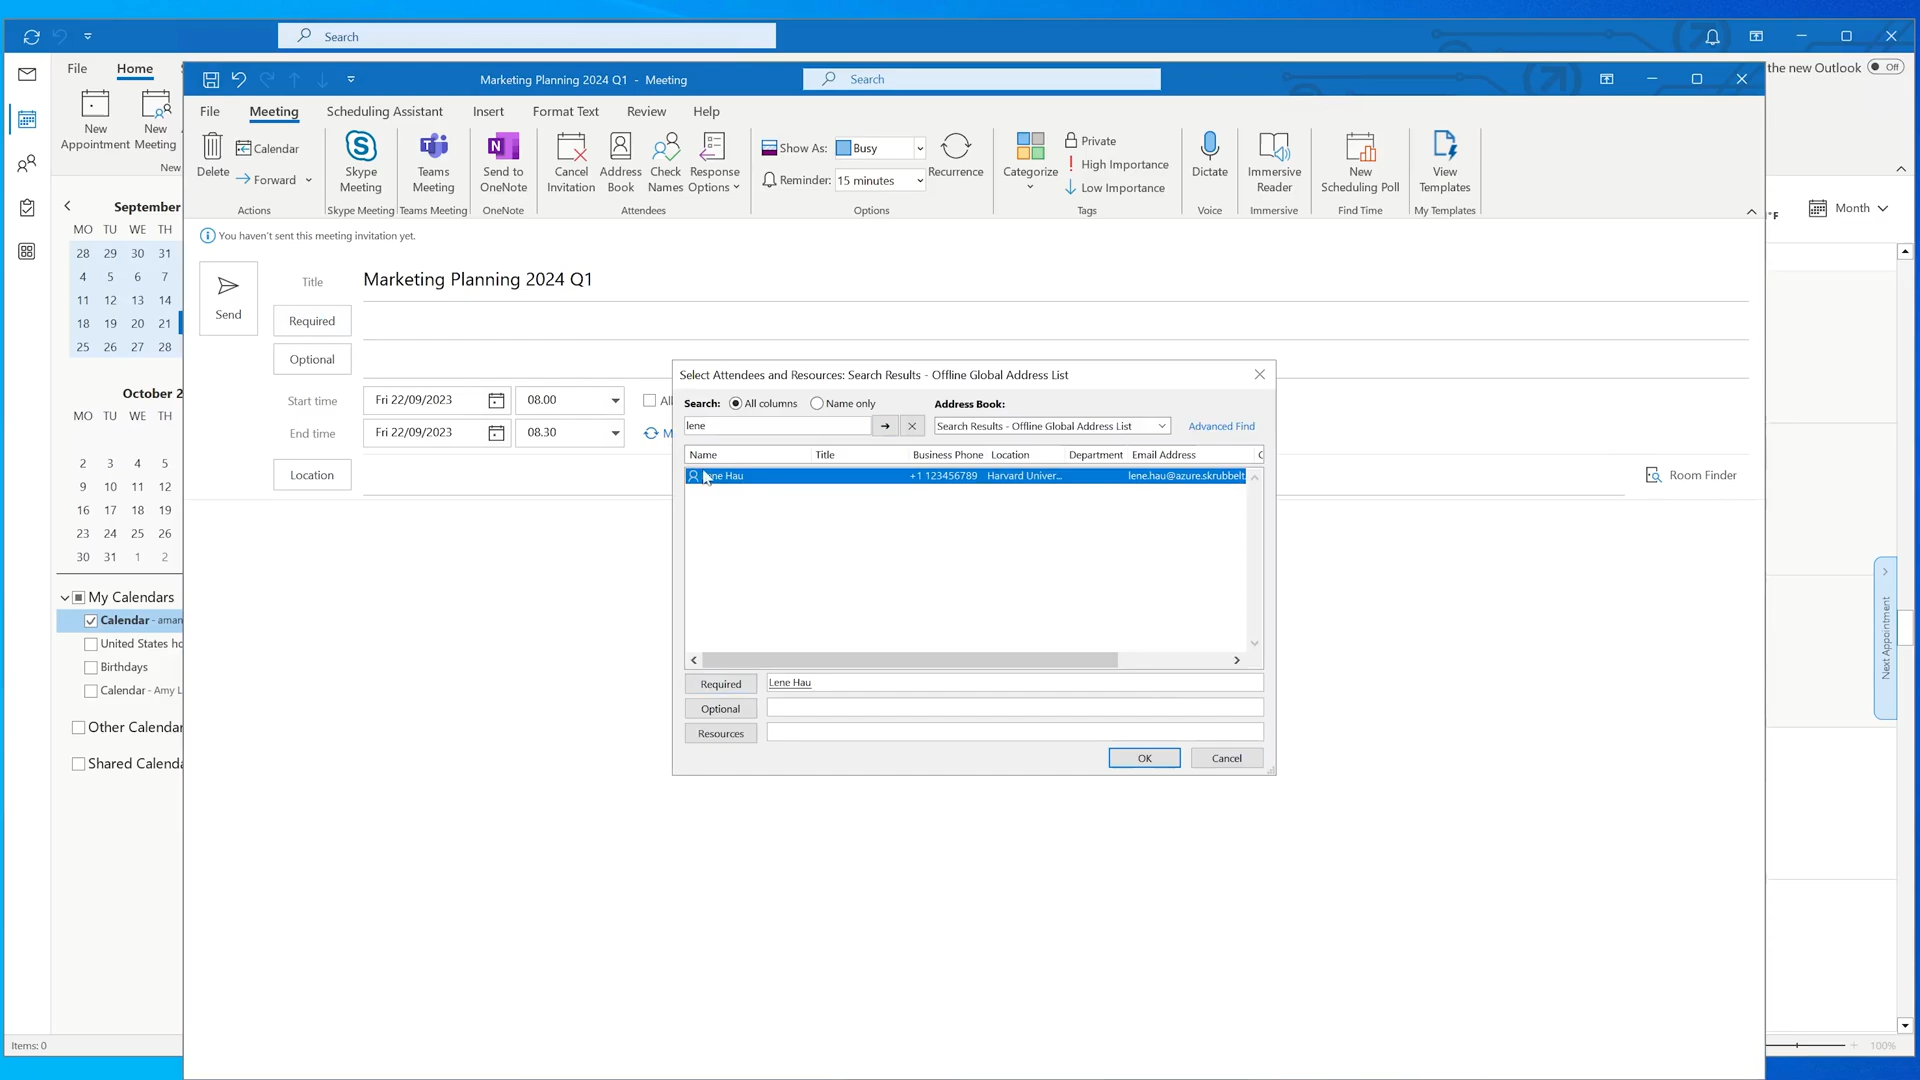 Search
File
Home
the new Outlook
Off
New Appointment
New Meeting
New
Marketing Planning 2024 Q1 - Meeting
Search
File
Meeting
Scheduling Assistant
Insert
Format Text
Review
Help
Delete
Calendar
Forward
Actions
Skype Meeting
Skype Meeting
Teams Meeting
Teams Meeting
Send to OneNote
OneNote
Cancel Invitation
Address Book
Check Names
Response Options
Attendees
Show As:
Busy
Reminder:
15 minutes
Recurrence
Options
Categorize
Private
High Importance
Low Importance
Tags
Dictate
Voice
Immersive Reader
Immersive
New Scheduling Poll
Find Time
View Templates
My Templates
°F
Month
You haven't sent this meeting invitation yet.
Send
Title
Marketing Planning 2024 Q1
Required
Optional
Start time
Fri 22/09/2023
08.00
Al
End time
Fri 22/09/2023
08.30
M
Location
Room Finder
September
MO TU WE TH
28 29 30 31
4 5 6 7
11 12 13 14
18 19 20 21
25 26 27 28
October 2
MO TU WE TH
2 3 4 5
9 10 11 12
16 17 18 19
23 24 25 26
30 31 1 2
My Calendars
Calendar - aman
United States ho
Birthdays
Calendar - Amy L
Other Calendar
Shared Calenda
Items: 0
Select Attendees and Resources: Search Results - Offline Global Address List
Search:
All columns
Name only
Address Book:
lene
Search Results - Offline Global Address List
Advanced Find
Name Title Business Phone Location Department Email Address C
Lene Hau +1 123456789 Harvard Univer... lene.hau@azure.skrubbelt
Required
Lene Hau
Optional
Resources
OK
Cancel
Next Appointment
100%